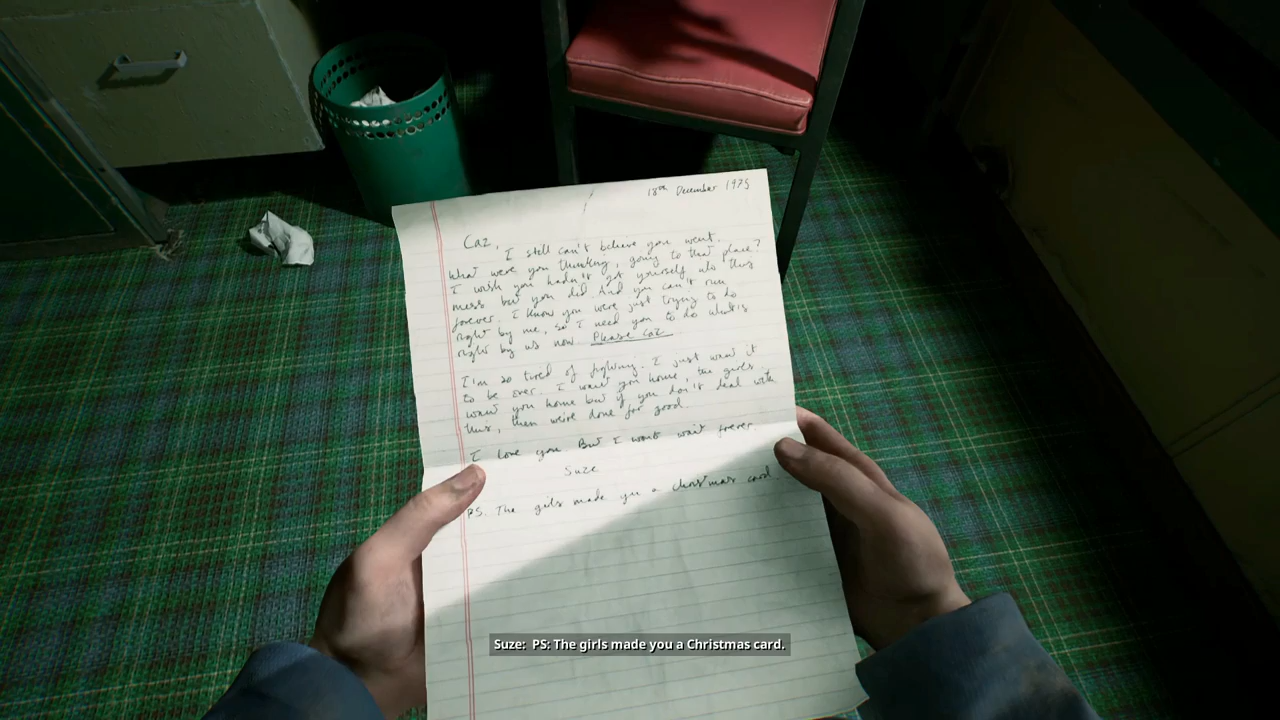 18th December 1975
Caz,
I still can't believe you went.
What were you thinking, going to that place?
I wish you hadn't got yourself into this
mess but you did. And you can't run
forever. I know you were just trying to do
right by me, so I need you to do what's
right by us now. Please Caz
I'm so tired of fighting. I just want it
to be over. I want you home. The girls
want you home but if you don't deal with
this, then we're done for good.
I love you But I won't wait forever
Suze
PS. The girls made you a Christmas card
Suze: PS: The girls made you a Christmas card.